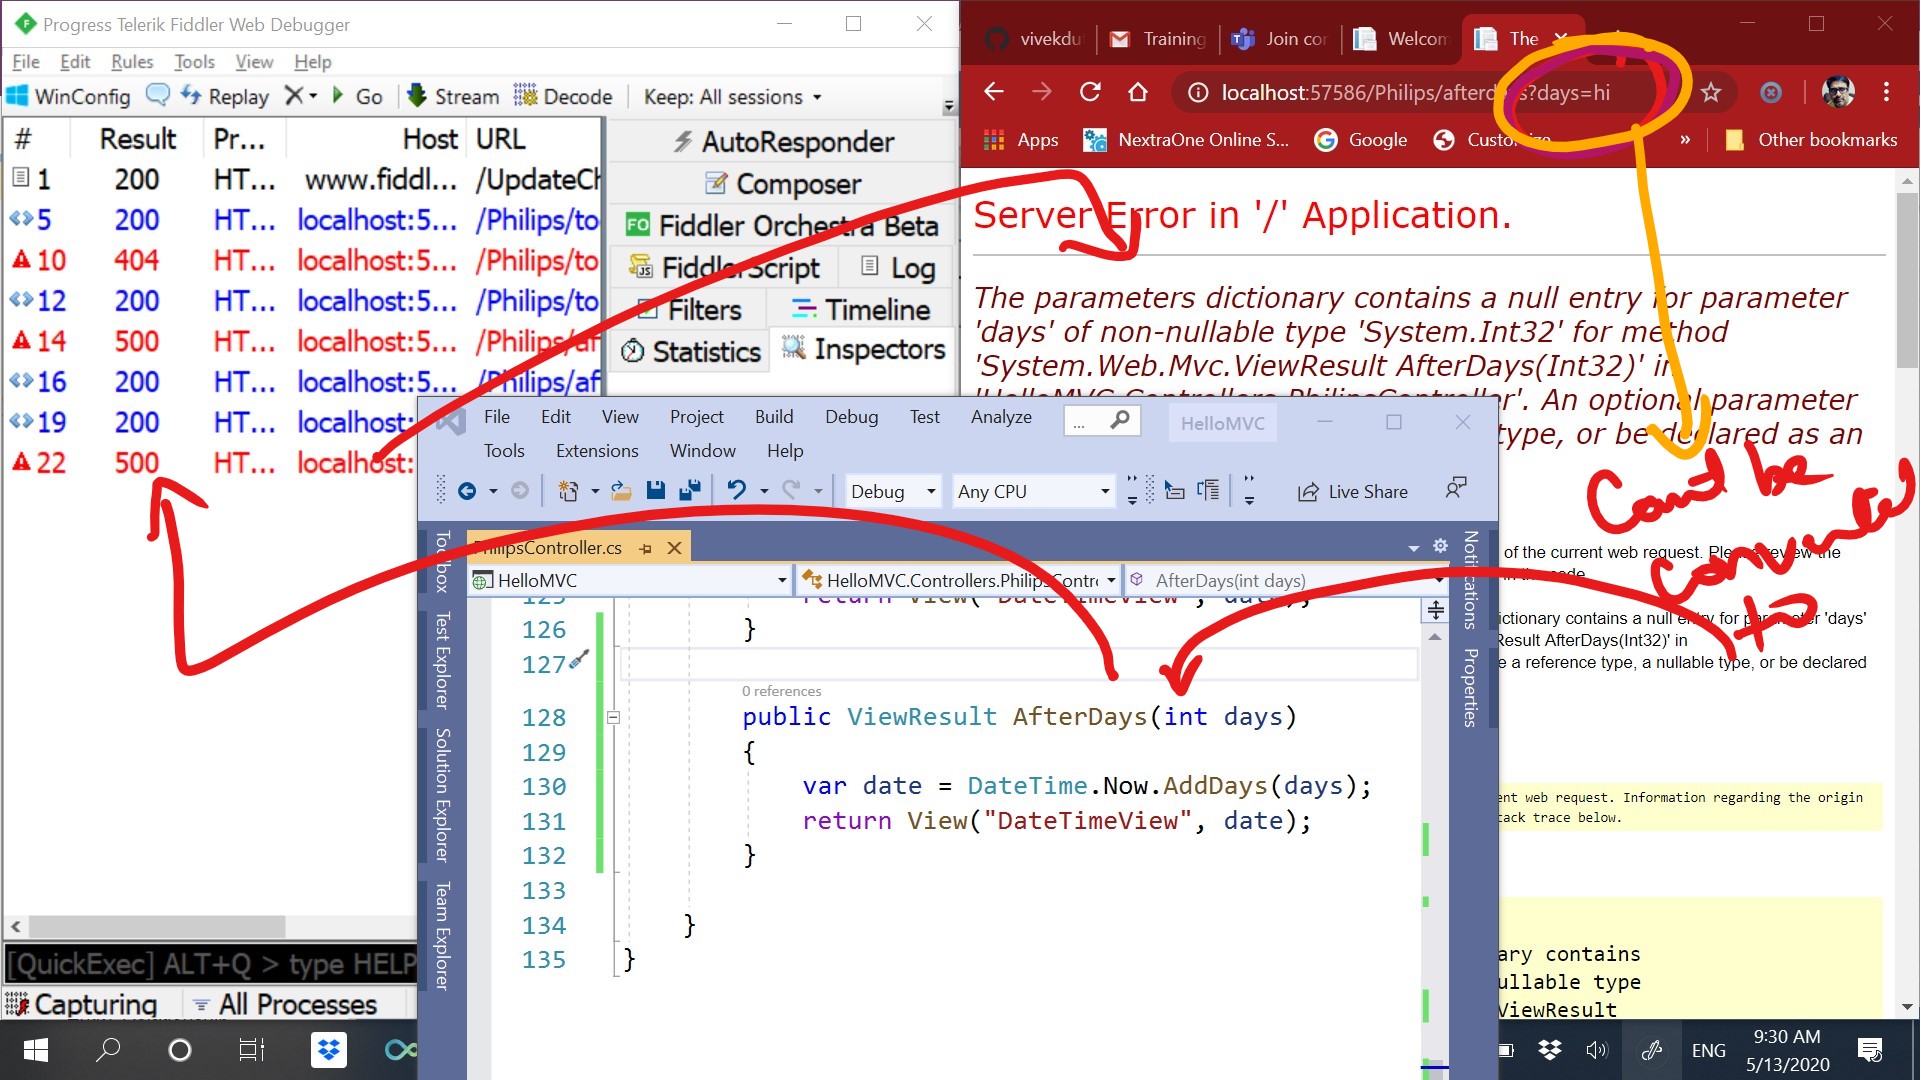 Progress Telerik Fiddler Web Debugger
File Edit Rules Tools View Help
WinConfig Replay Go Stream Decode Keep: All sessions
# Result Pr... Host URL
1 200 HT... www.fiddl... /UpdateCh
5 200 HT... localhost:5... /Philips/to
10 404 HT... localhost:5... /Philips/to
12 200 HT... localhost:5... /Philips/to
14 500 HT... localhost:5... /Philips/af
16 200 HT... localhost:5... /Philips/af
19 200 HT... localhost:
22 500 HT... localhost:
AutoResponder
Composer
FO Fiddler Orchestra Beta
FiddlerScript Log
Filters Timeline
Statistics Inspectors
[QuickExec] ALT+Q > type HELP
Capturing All Processes
vivekdu Training Join cor Welcom The
localhost:57586/Philips/afterdays?days=hi
Apps NextraOne Online S... Google Customize » Other bookmarks
Server Error in '/' Application.
The parameters dictionary contains a null entry for parameter
'days' of non-nullable type 'System.Int32' for method
'System.Web.Mvc.ViewResult AfterDays(Int32)' in
'HelloMVC.Controllers.PhilipsController'. An optional parameter
type, or be declared as an
Cant be
converted
to
of the current web request. Please review the
in the code.
ictionary contains a null entry for parameter 'days'
Result AfterDays(Int32)' in
e a reference type, a nullable type, or be declared
ent web request. Information regarding the origin
tack trace below.
ary contains
ullable type
ViewResult
File Edit View Project Build Debug Test Analyze ... HelloMVC
Tools Extensions Window Help
Debug Any CPU Live Share
PhilipsController.cs
HelloMVC HelloMVC.Controllers.PhilipsContro AfterDays(int days)
Toolbox
Test Explorer
Solution Explorer
Team Explorer
Notifications
Properties
125 return View("DateTimeView", date);
126 }
127
0 references
128 public ViewResult AfterDays(int days)
129 {
130 var date = DateTime.Now.AddDays(days);
131 return View("DateTimeView", date);
132 }
133
134 }
135 }
ENG 9:30 AM
5/13/2020